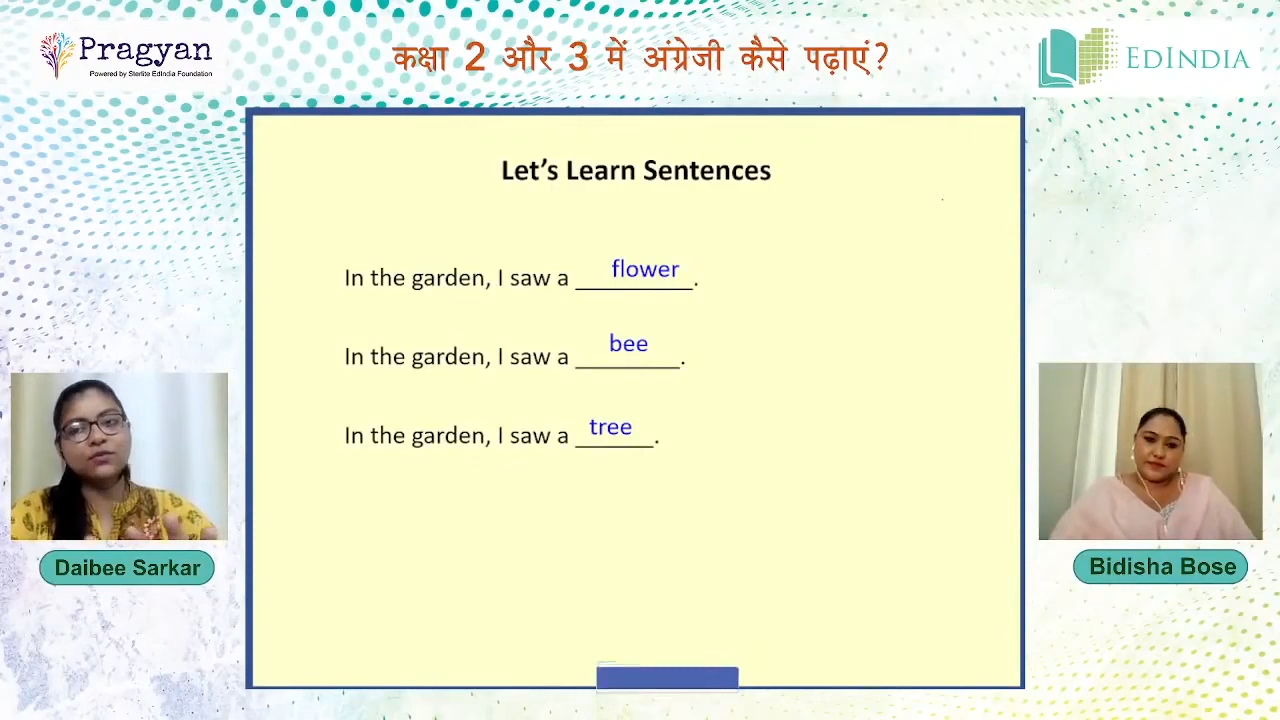 Pragyan
Powered by Sterlite EdIndia Foundation
कक्षा 2 और 3 में अंग्रेजी कैसे पढ़ाएं?
EDINDIA
Let's Learn Sentences
In the garden, I saw a flower.
In the garden, I saw a bee.
In the garden, I saw a tree.
Daibee Sarkar
Bidisha Bose